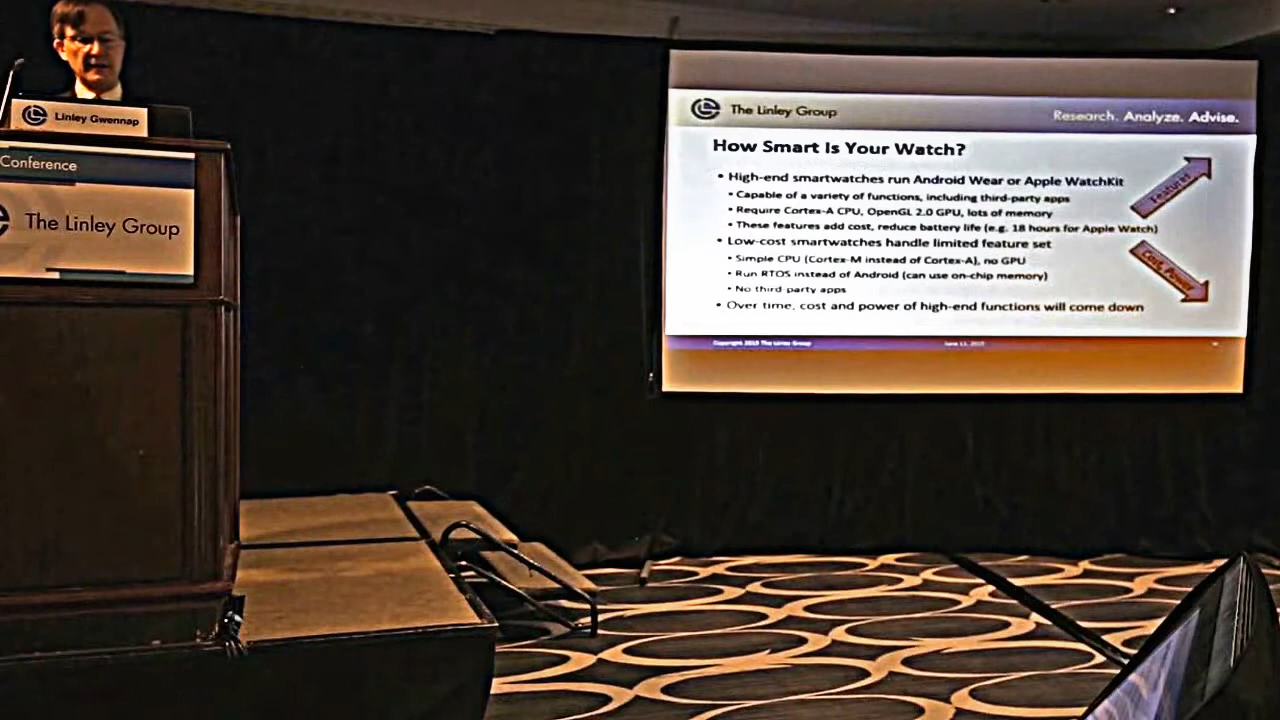 Linley Gwennap
Conference
The Linley Group
The Linley Group
Research. Analyze. Advise.
How Smart Is Your Watch?
• High-end smartwatches run Android Wear or Apple WatchKit
• Capable of a variety of functions, including third-party apps
• Require Cortex-A CPU, OpenGL 2.0 GPU, lots of memory
• These features add cost, reduce battery life (e.g. 18 hours for Apple Watch)
• Low-cost smartwatches handle limited feature set
• Simple CPU (Cortex-M instead of Cortex-A), no GPU
• Run RTOS instead of Android (can use on-chip memory)
• No third-party apps
• Over time, cost and power of high-end functions will come down
Features
Cost, Power
Copyright 2015 The Linley Group